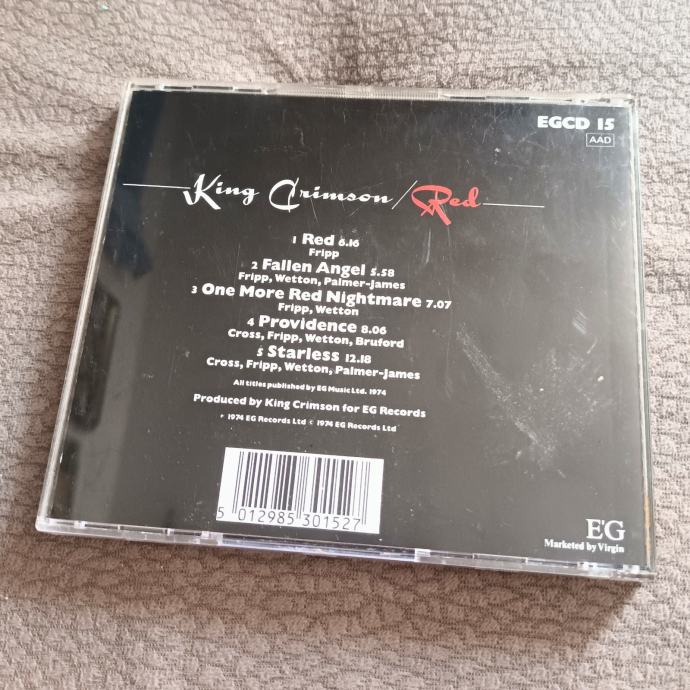 EGCD 15
AAD
King Crimson / Red
1 Red 6.16
Fripp
2 Fallen Angel 5.58
Fripp, Wetton, Palmer-James
3 One More Red Nightmare 7.07
Fripp, Wetton
4 Providence 8.06
Cross, Fripp, Wetton, Bruford
5 Starless 12.18
Cross, Fripp, Wetton, Palmer-James
All titles published by EG Music Ltd. 1974
Produced by King Crimson for EG Records
℗ 1974 EG Records Ltd © 1974 EG Records Ltd
5 012985 301527
E'G
Marketed by Virgin